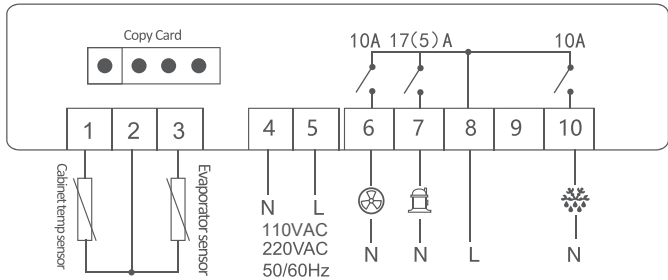 Copy Card
10A 17(5)A 10A
1 2 3 4 5 6 7 8 9 10
Cabinet temp sensor
Evaporator sensor
N L
110VAC
220VAC
50/60Hz
N N L N